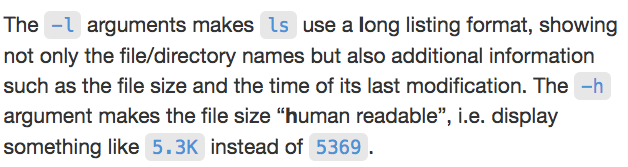 The -l arguments makes ls use a long listing format, showing
not only the file/directory names but also additional information
such as the file size and the time of its last modification. The -h
argument makes the file size “human readable”, i.e. display
something like 5.3K instead of 5369.